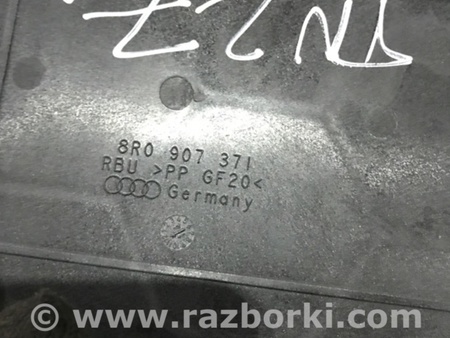 8R0 907 371
RBU >PP GF20<
Germany
© www.razborki.com